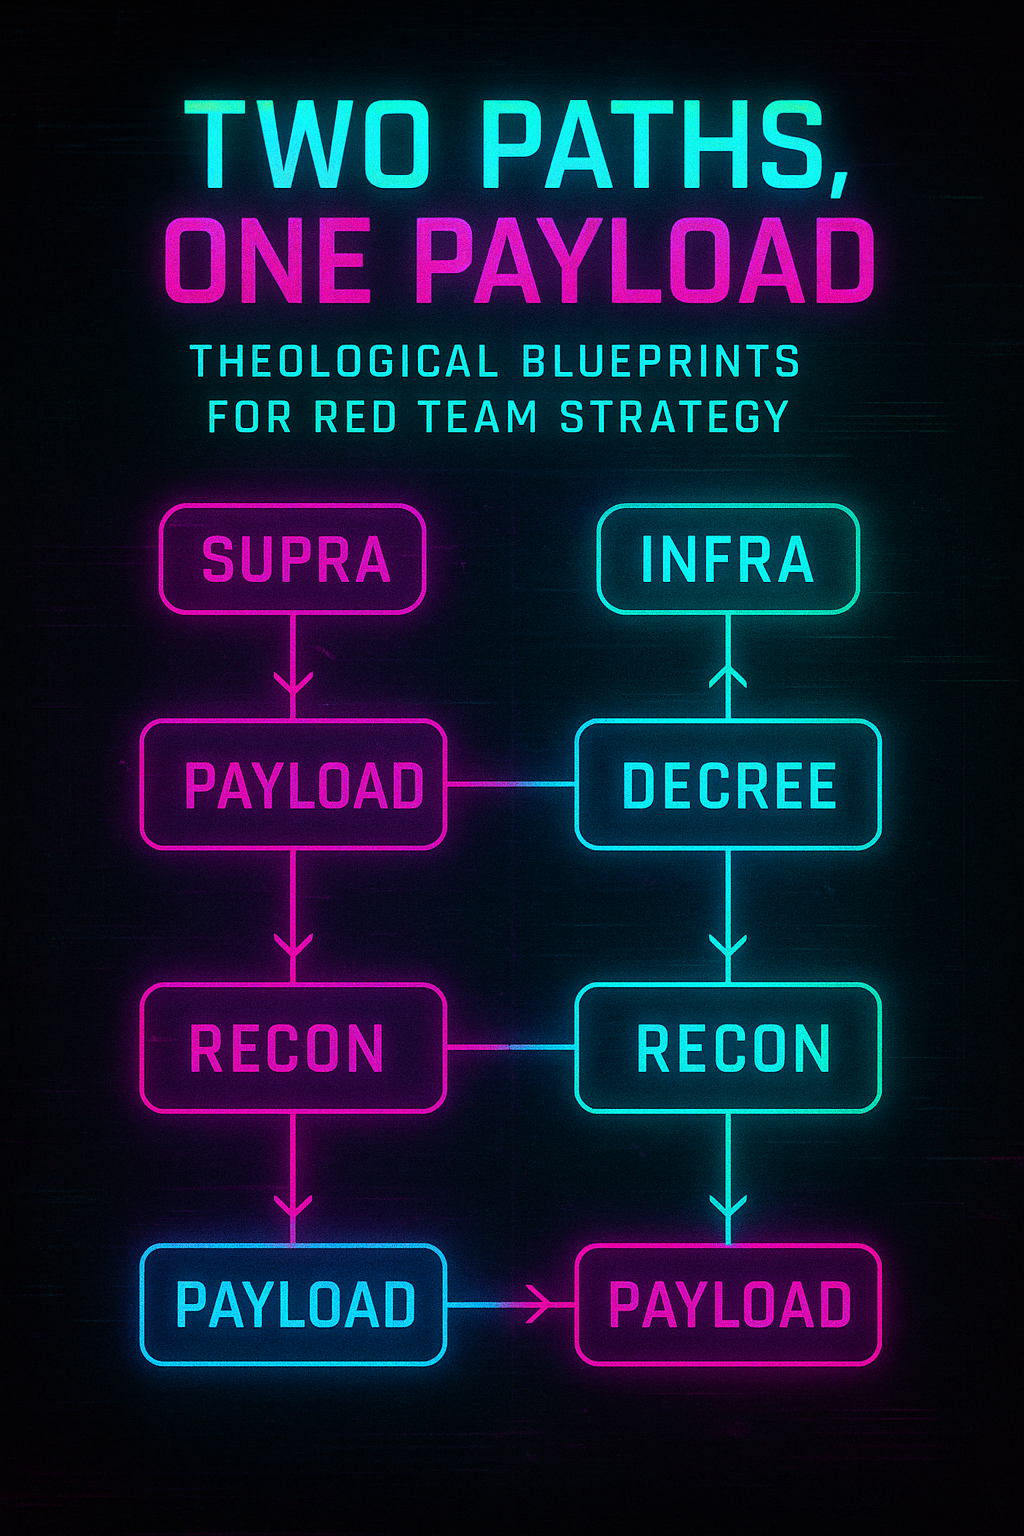 TWO PATHS,
ONE PAYLOAD
THEOLOGICAL BLUEPRINTS
FOR RED TEAM STRATEGY
SUPRA
INFRA
PAYLOAD
DECREE
RECON
RECON
PAYLOAD
PAYLOAD